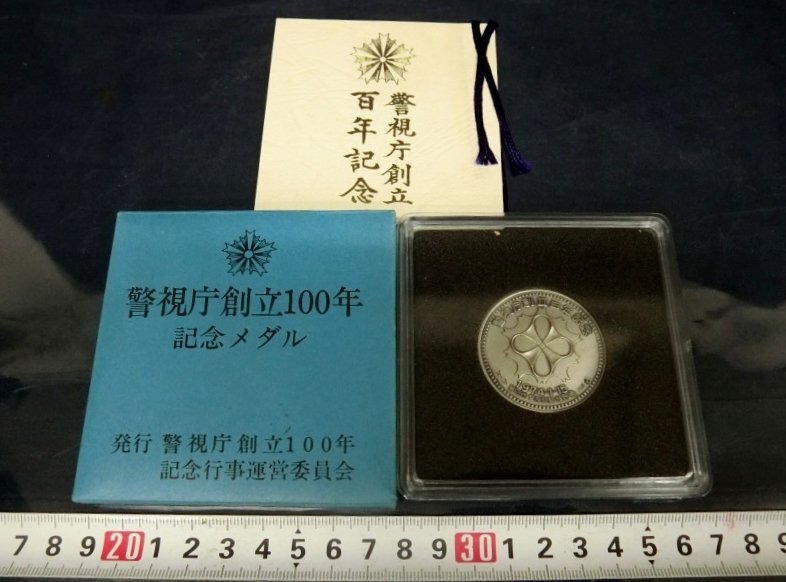 警視庁創立
百年記念
警視庁創立100年
記念メダル
発行 警視庁創立100年
記念行事運営委員会
1974.1.15
7 8 9 20 1 2 3 4 5 6 7 8 9 30 1 2 3 4 5 6 7 8 9